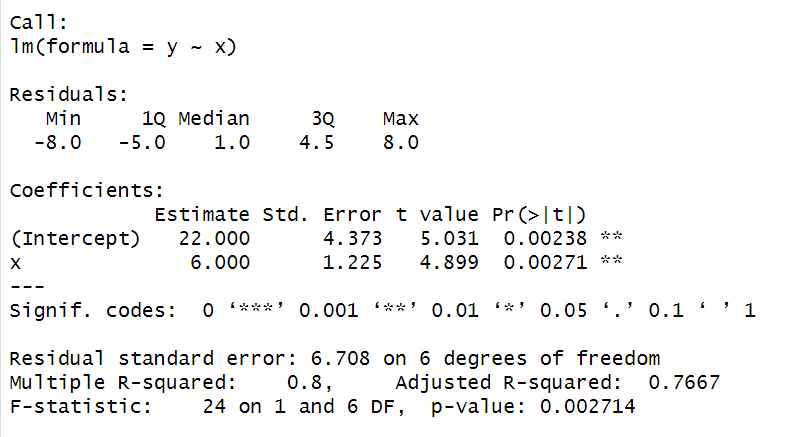 Call:
lm(formula = y ~ x)
Residuals:
   Min     1Q Median     3Q    Max
  -8.0   -5.0    1.0    4.5    8.0
Coefficients:
            Estimate Std. Error t value Pr(>|t|)
(Intercept)   22.000      4.373   5.031  0.00238 **
x              6.000      1.225   4.899  0.00271 **
---
Signif. codes:  0 ‘***’ 0.001 ‘**’ 0.01 ‘*’ 0.05 ‘.’ 0.1 ‘ ’ 1
Residual standard error: 6.708 on 6 degrees of freedom
Multiple R-squared:    0.8,     Adjusted R-squared:  0.7667
F-statistic:    24 on 1 and 6 DF,  p-value: 0.002714